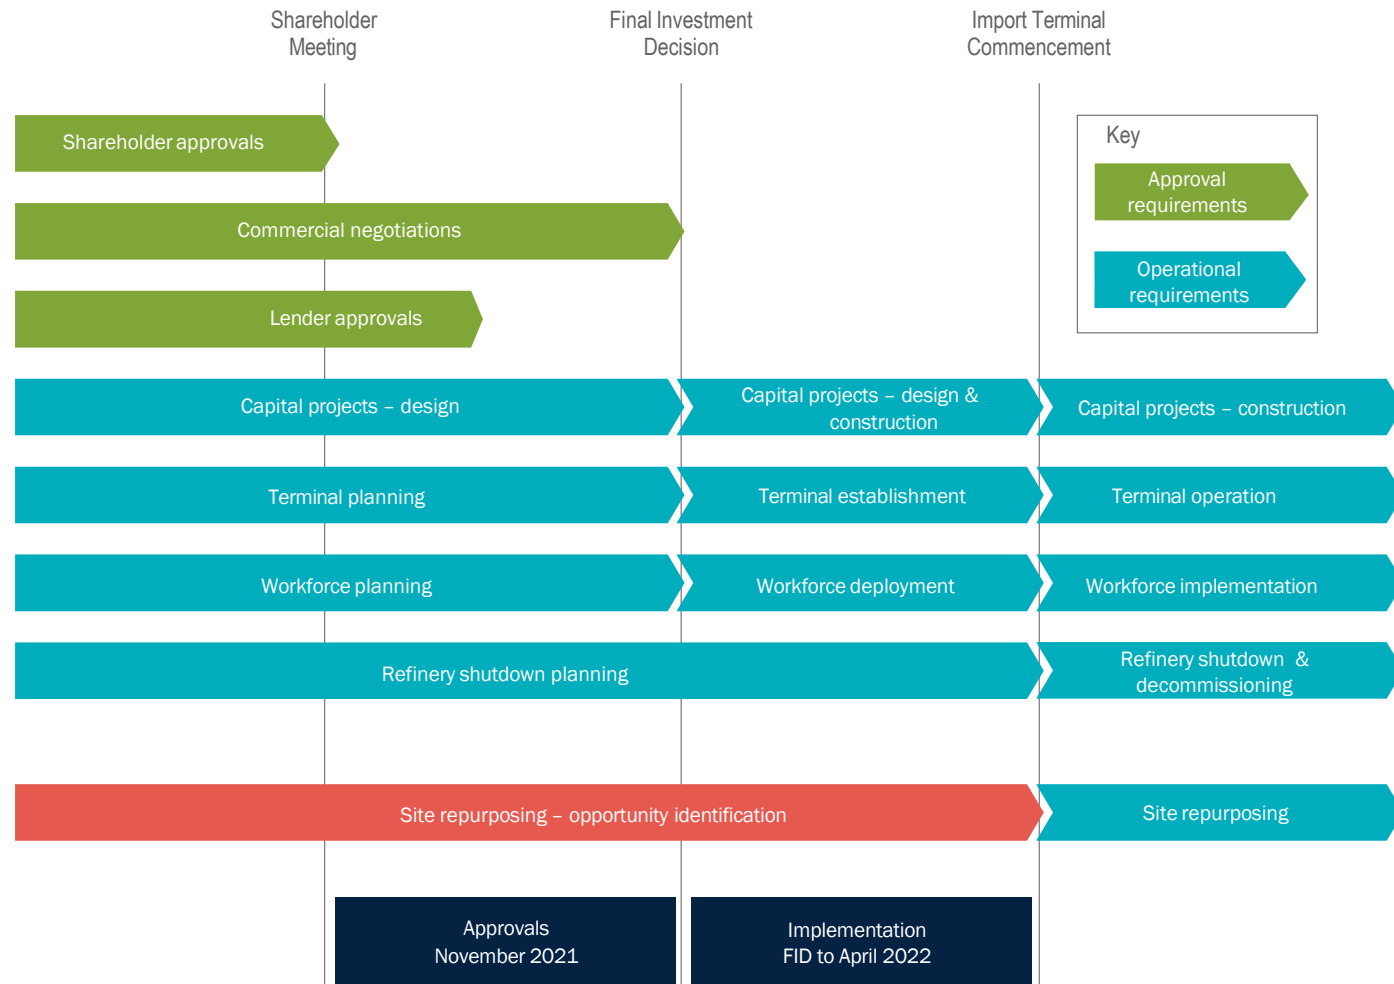 Shareholder
Meeting
Final Investment
Decision
Import Terminal
Commencement
Shareholder approvals
Key
Approval
requirements
Commercial negotiations
Operational
requirements
Lender approvals
Capital projects – design
Capital projects – design &
construction
Capital projects – construction
Terminal planning
Terminal establishment
Terminal operation
Workforce planning
Workforce deployment
Workforce implementation
Refinery shutdown planning
Refinery shutdown &
decommissioning
Site repurposing – opportunity identification
Site repurposing
Approvals
November 2021
Implementation
FID to April 2022